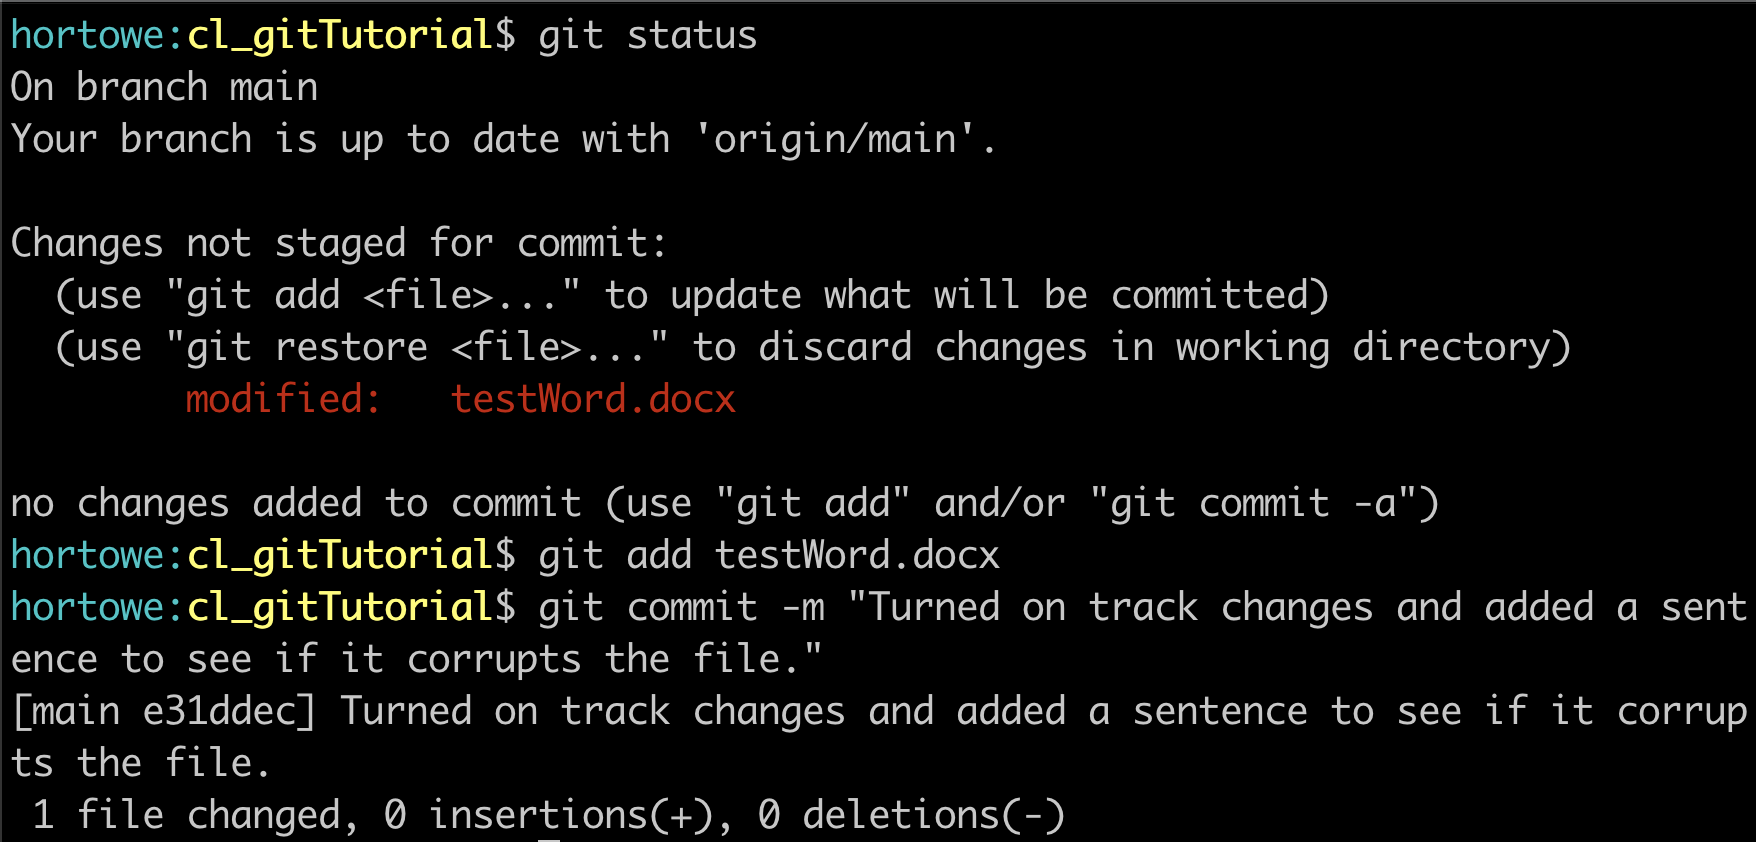 hortowe:cl_gitTutorial$ git status
On branch main
Your branch is up to date with 'origin/main'.

Changes not staged for commit:
  (use "git add <file>..." to update what will be committed)
  (use "git restore <file>..." to discard changes in working directory)
        modified:   testWord.docx

no changes added to commit (use "git add" and/or "git commit -a")
hortowe:cl_gitTutorial$ git add testWord.docx
hortowe:cl_gitTutorial$ git commit -m "Turned on track changes and added a sent
ence to see if it corrupts the file."
[main e31ddec] Turned on track changes and added a sentence to see if it corrup
ts the file.
 1 file changed, 0 insertions(+), 0 deletions(-)